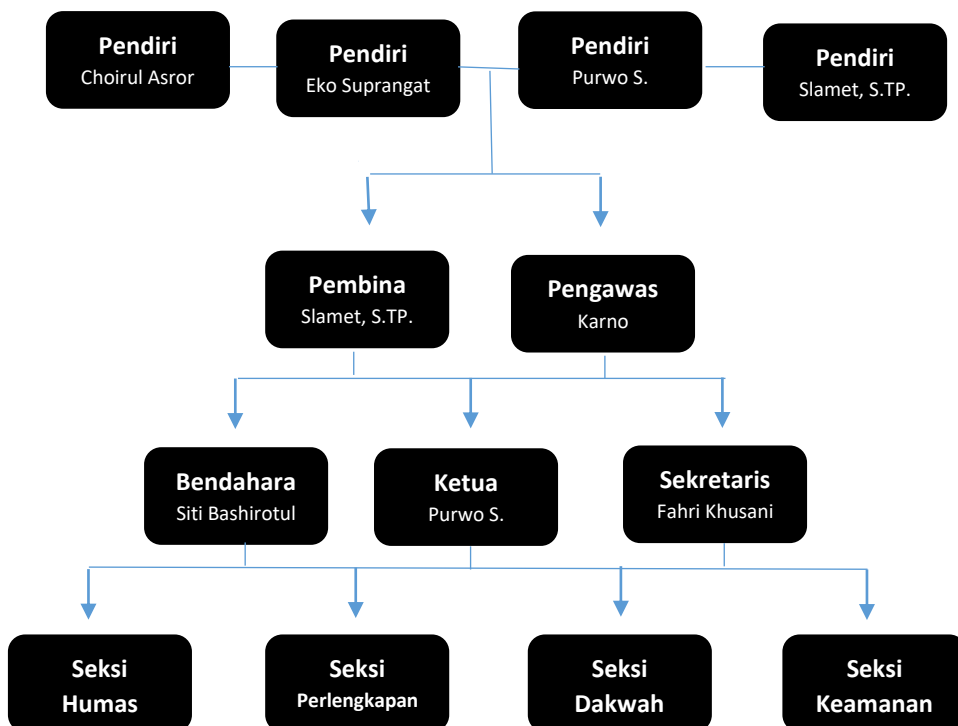 Pendiri
Choirul Asror
Pendiri
Eko Suprangat
Pendiri
Purwo S.
Pendiri
Slamet, S.TP.
Pembina
Slamet, S.TP.
Pengawas
Karno
Bendahara
Siti Bashirotul
Ketua
Purwo S.
Sekretaris
Fahri Khusani
Seksi
Humas
Seksi
Perlengkapan
Seksi
Dakwah
Seksi
Keamanan